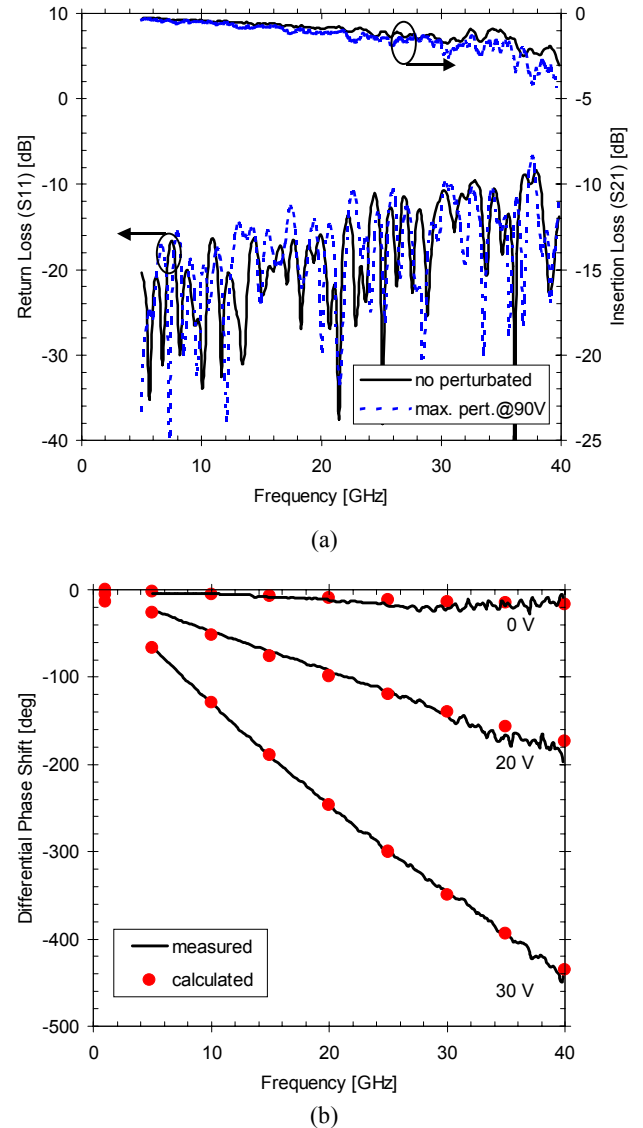 10
0
-10
-20
-30
-40
Return Loss (S11) [dB]
0
-5
-10
-15
-20
-25
Insertion Loss (S21) [dB]
no perturbated
max. pert.@90V
0 10 20 30 40
Frequency [GHz]
(a)
0
-100
-200
-300
-400
-500
Differential Phase Shift [deg]
0 V
20 V
30 V
measured
calculated
0 10 20 30 40
Frequency [GHz]
(b)